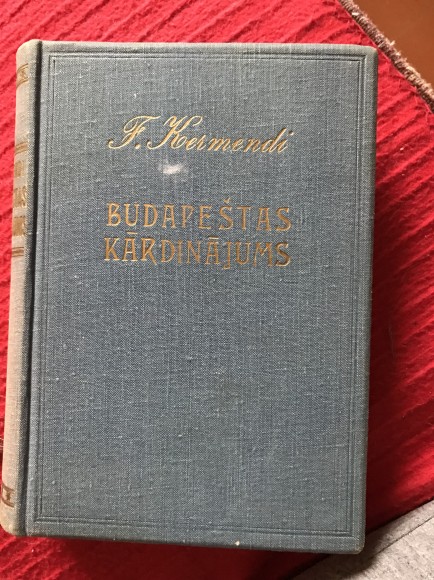 F. Kermendi
BUDAPEŠTAS
KĀRDINĀJUMS